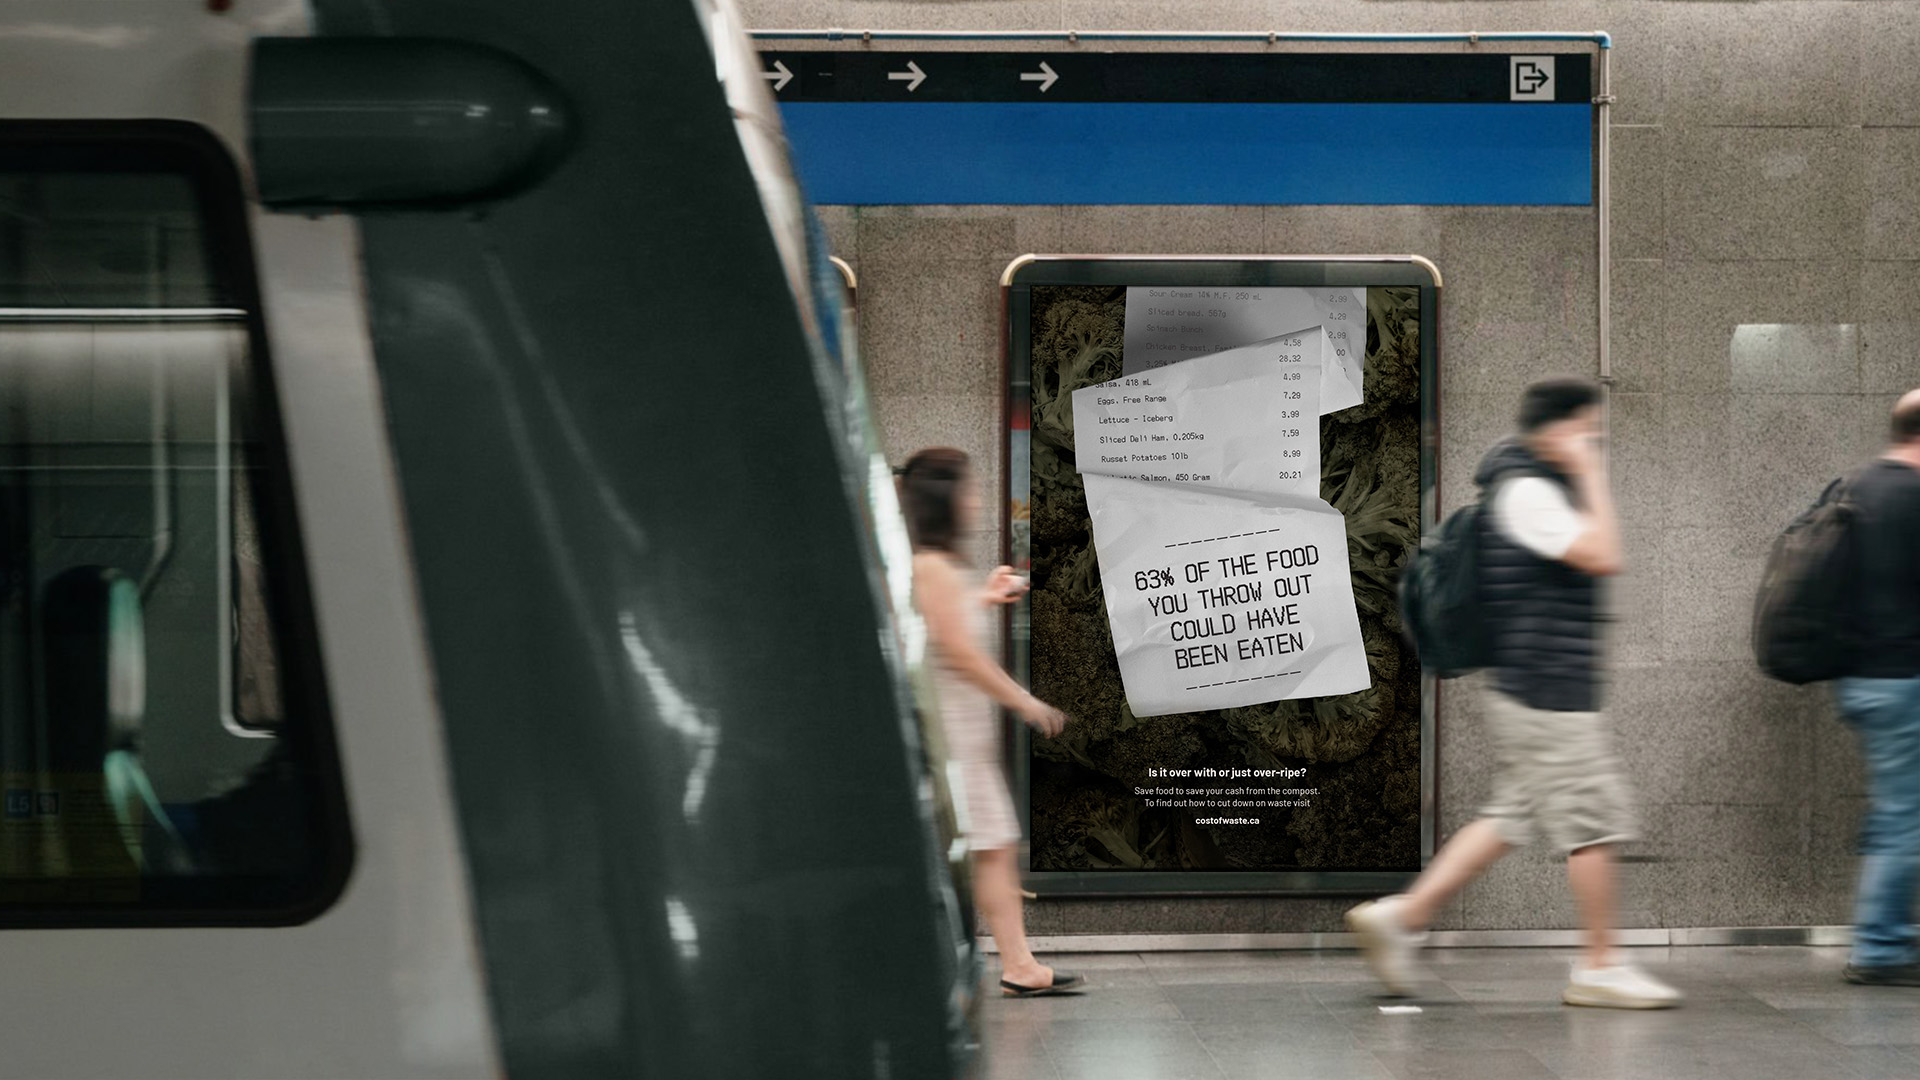 Sour Cream 14% M.F. 250 mL 2.99
Sliced bread, 567g 4.29
Spinach Bunch 2.99
Chicken Breast, Fami 00
3.25% M
4.58
28.32
Salsa, 418 mL 4.99
Eggs, Free Range 7.29
Lettuce - Iceberg 3.99
Sliced Deli Ham, 0.205kg 7.59
Russet Potatoes 10lb 8.99
Salmon, 450 Gram 20.21
63% OF THE FOOD
YOU THROW OUT
COULD HAVE
BEEN EATEN
Is it over with or just over-ripe?
Save food to save your cash from the compost.
To find out how to cut down on waste visit
costofwaste.ca